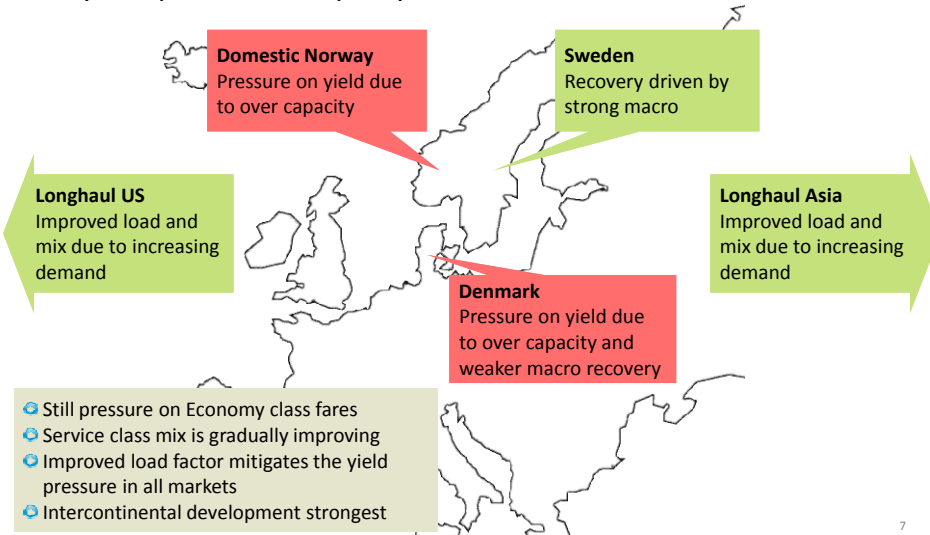 Domestic Norway
Pressure on yield due
to over capacity
Sweden
Recovery driven by
strong macro
Longhaul US
Improved load and
mix due to increasing
demand
Longhaul Asia
Improved load and
mix due to increasing
demand
Denmark
Pressure on yield due
to over capacity and
weaker macro recovery
Still pressure on Economy class fares
Service class mix is gradually improving
Improved load factor mitigates the yield
pressure in all markets
Intercontinental development strongest
7